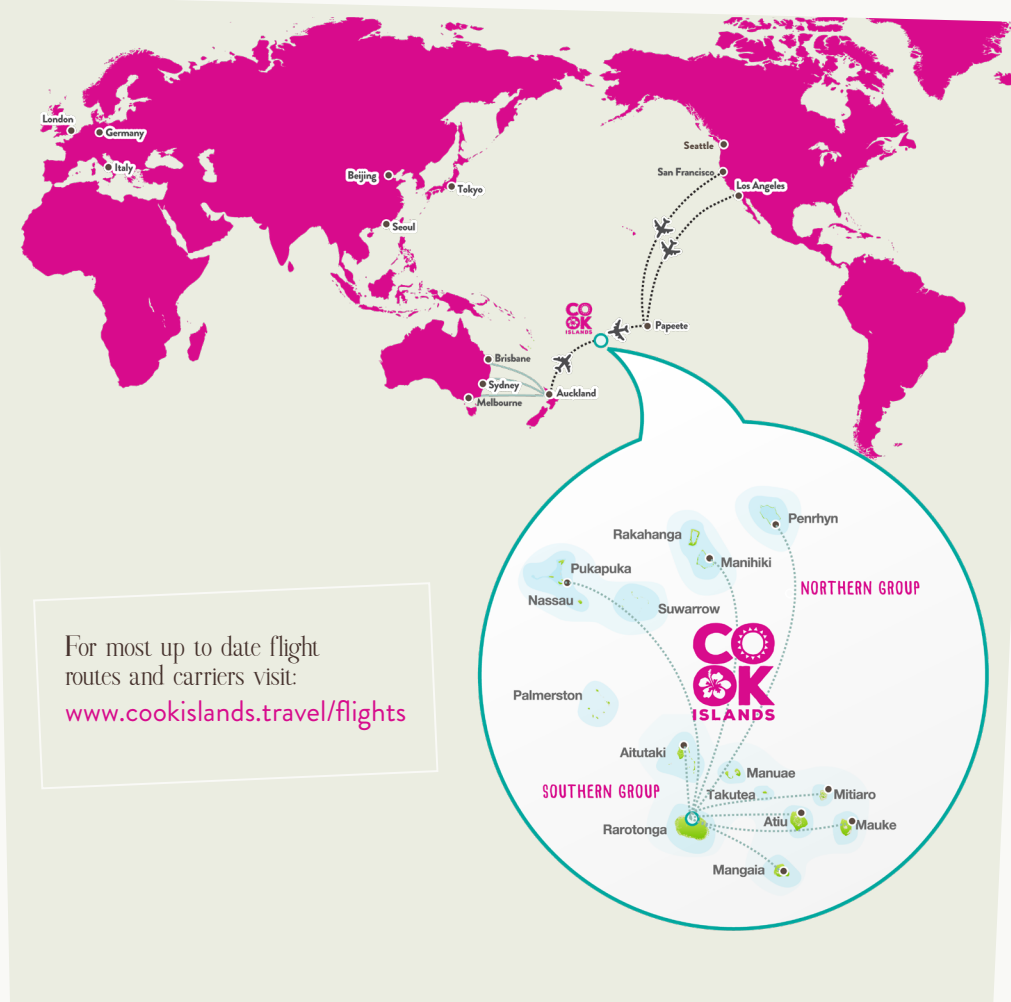 London
Germany
Italy
Beijing
Tokyo
Seoul
Seattle
San Francisco
Los Angeles
COOK
ISLANDS
Papeete
Brisbane
Sydney
Melbourne
Auckland
Penrhyn
Rakahanga
Manihiki
Pukapuka
NORTHERN GROUP
Nassau
Suwarrow
CO
OK
ISLANDS
Palmerston
Aitutaki
Manuae
SOUTHERN GROUP
Takutea
Mitiaro
Rarotonga
Atiu
Mauke
Mangaia
For most up to date flight
routes and carriers visit:
www.cookislands.travel/flights